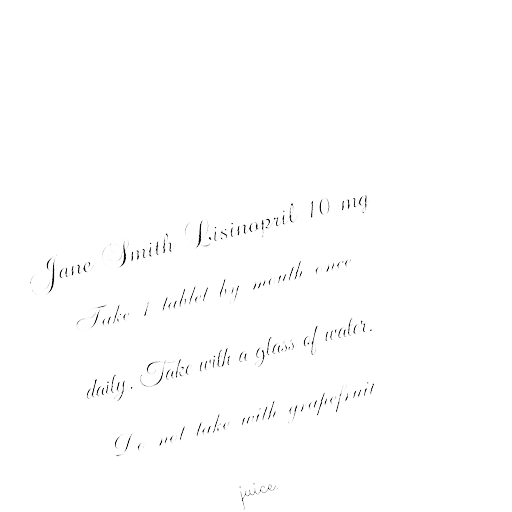 Jane Smith Lisinopril 10 mg
Take 1 tablet by mouth once
daily. Take with a glass of water.
Do not take with grapefruit
juice.